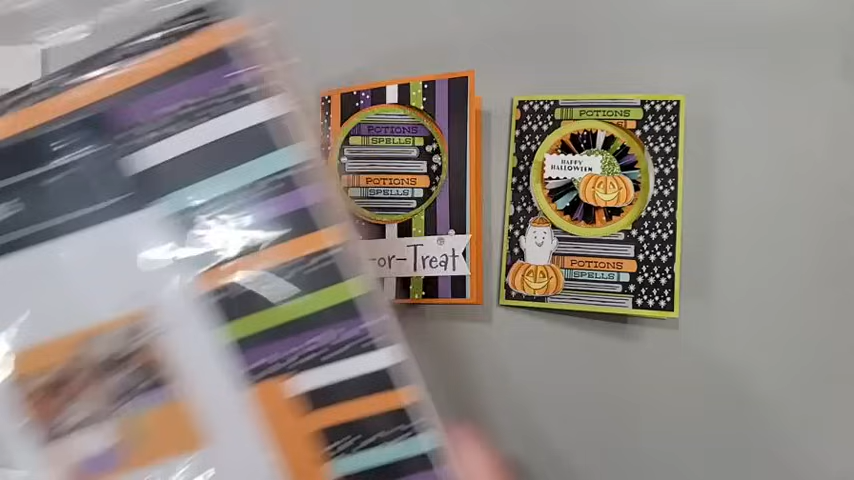 POTIONS
SPELLS
POTIONS
SPELLS
-or-Treat
POTIONS
HAPPY
HALLOWEEN
POTIONS
SPELLS